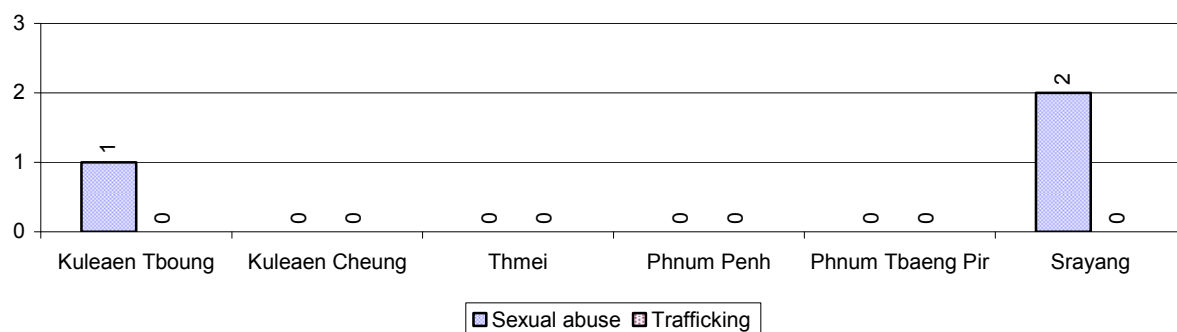 3
2
2
1
1
0
0
0
0
0
0
0
0
0
0
0
0
Kuleaen Tboung
Kuleaen Cheung
Thmei
Phnum Penh
Phnum Tbaeng Pir
Srayang
Sexual abuse
Trafficking